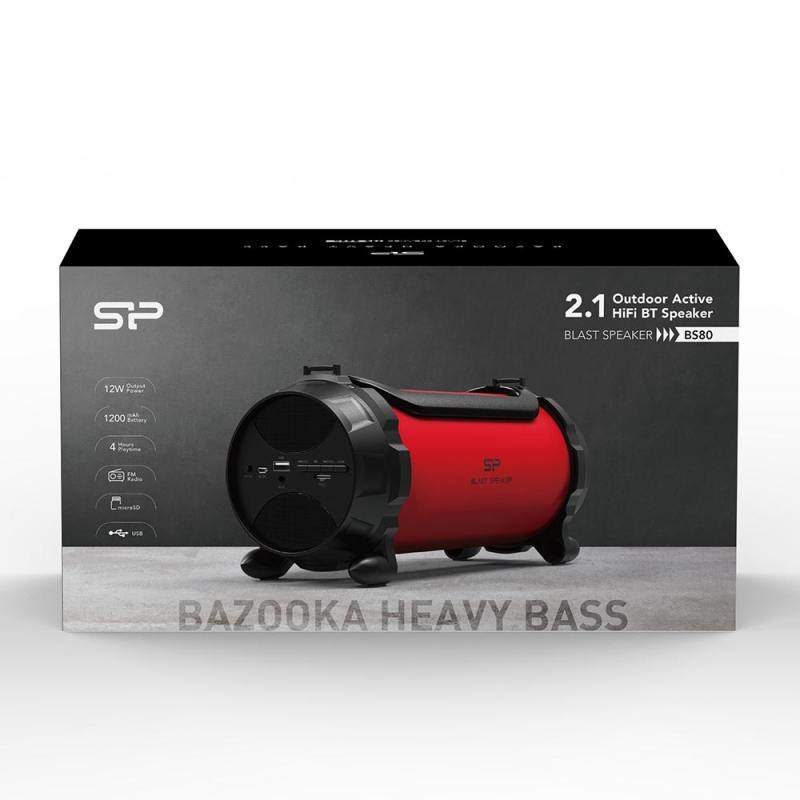 SP
2.1 Outdoor Active
HiFi BT Speaker
BLAST SPEAKER BS80
12W Output
Power
1200 mAh
Battery
4 Hours
Playtime
FM
Radio
microSD
USB
SP
BLAST SPEAKER
BAZOOKA HEAVY BASS